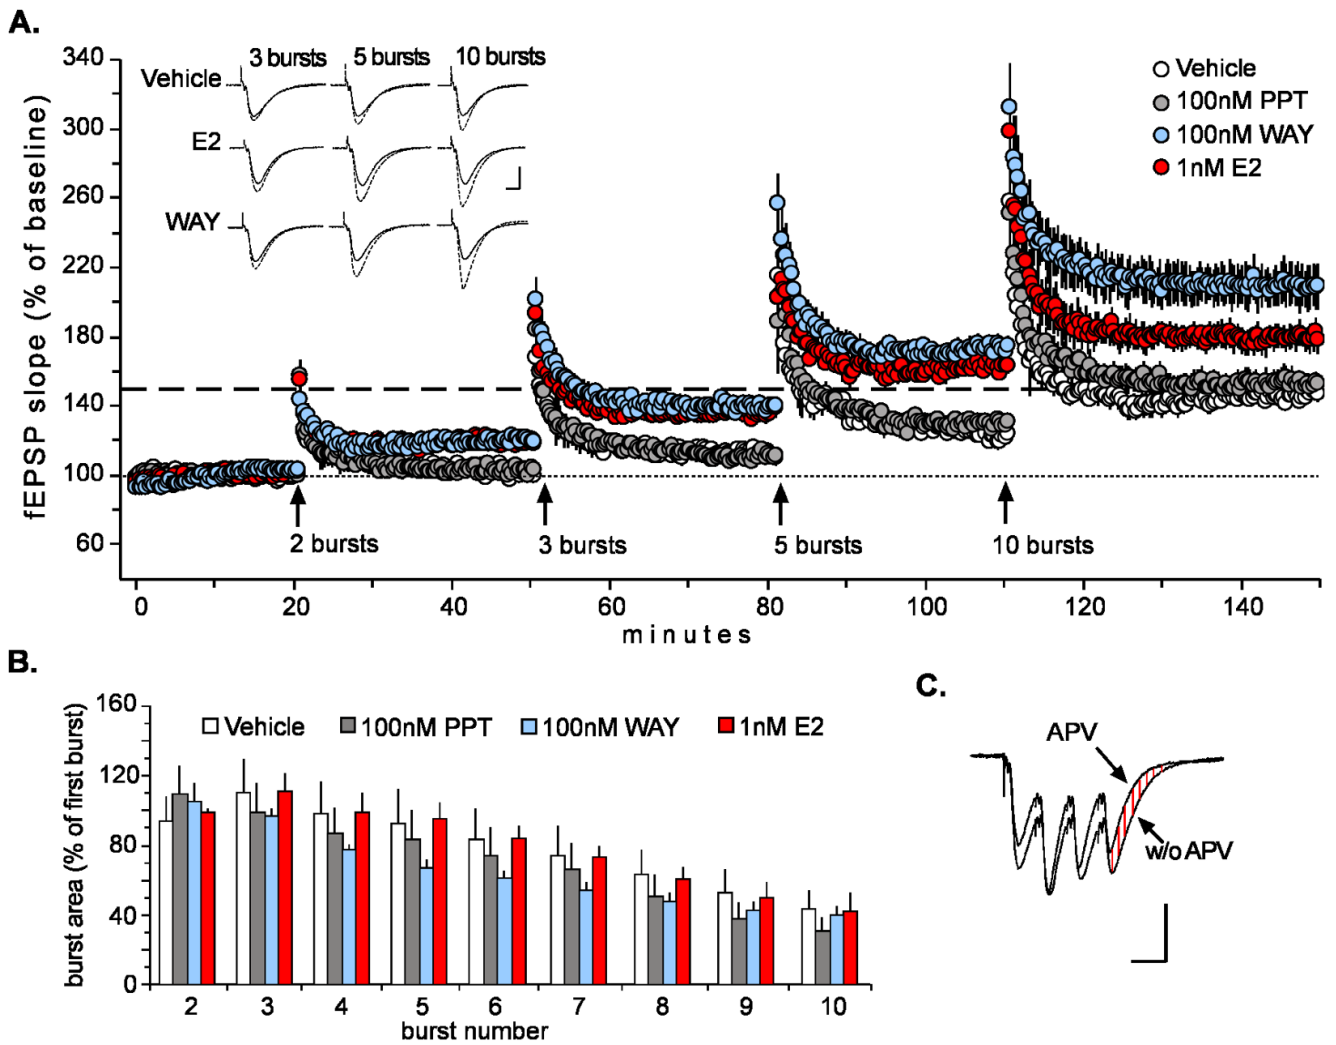 A.
340
300
260
220
180
140
100
60
fEPSP slope (% of baseline)
3 bursts 5 bursts 10 bursts
Vehicle
E2
WAY
Vehicle
100nM PPT
100nM WAY
1nM E2
2 bursts
3 bursts
5 bursts
10 bursts
0 20 40 60 80 100 120 140
minutes
B.
160
120
80
40
0
burst area (% of first burst)
Vehicle 100nM PPT 100nM WAY 1nM E2
2 3 4 5 6 7 8 9 10
burst number
C.
APV
w/o APV